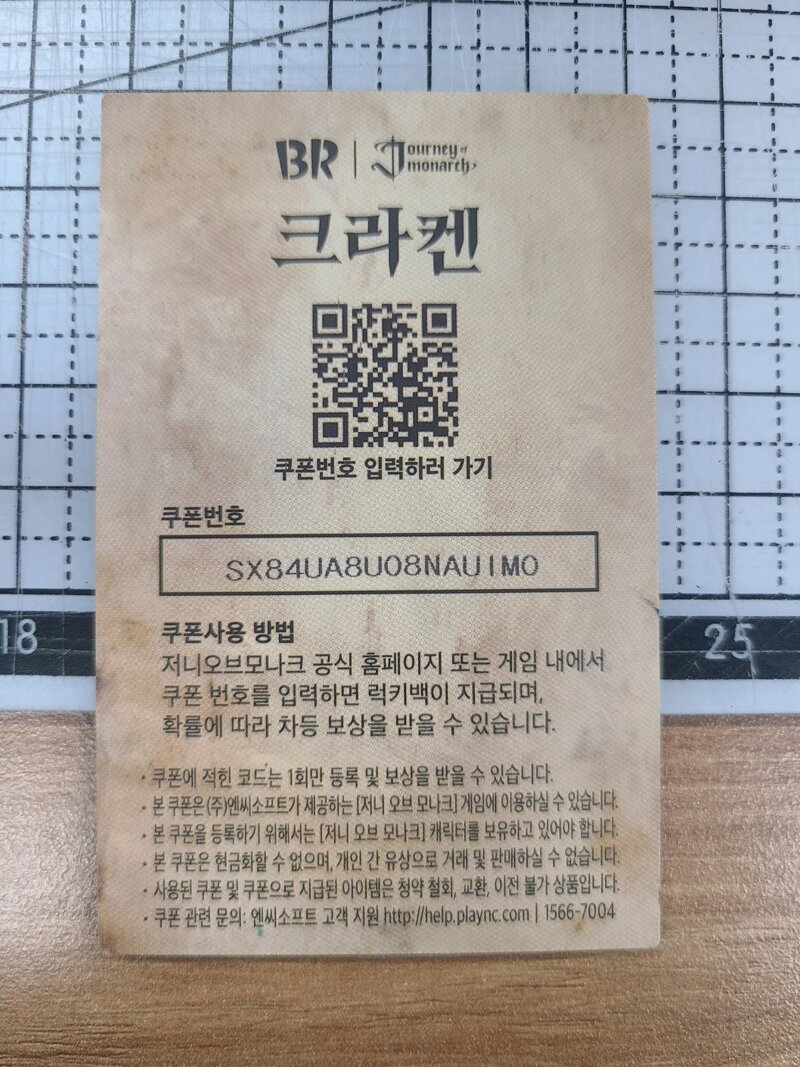 BR | Journey of monarch
크라켄
쿠폰번호 입력하러 가기
쿠폰번호
SX84UA8U08NAUIM0
쿠폰사용 방법
저니오브모나크 공식 홈페이지 또는 게임 내에서
쿠폰 번호를 입력하면 럭키백이 지급되며,
확률에 따라 차등 보상을 받을 수 있습니다.
• 쿠폰에 적힌 코드는 1회만 등록 및 보상을 받을 수 있습니다.
• 본 쿠폰은 (주)엔씨소프트가 제공하는 [저니 오브 모나크] 게임에 이용하실 수 있습니다.
• 본 쿠폰을 등록하기 위해서는 [저니 오브 모나크] 캐릭터를 보유하고 있어야 합니다.
• 본 쿠폰은 현금화할 수 없으며, 개인 간 유상으로 거래 및 판매하실 수 없습니다.
• 사용된 쿠폰 및 쿠폰으로 지급된 아이템은 청약 철회, 교환, 이전 불가 상품입니다.
• 쿠폰 관련 문의: 엔씨소프트 고객 지원 http://help.plaync.com | 1566-7004
18
25